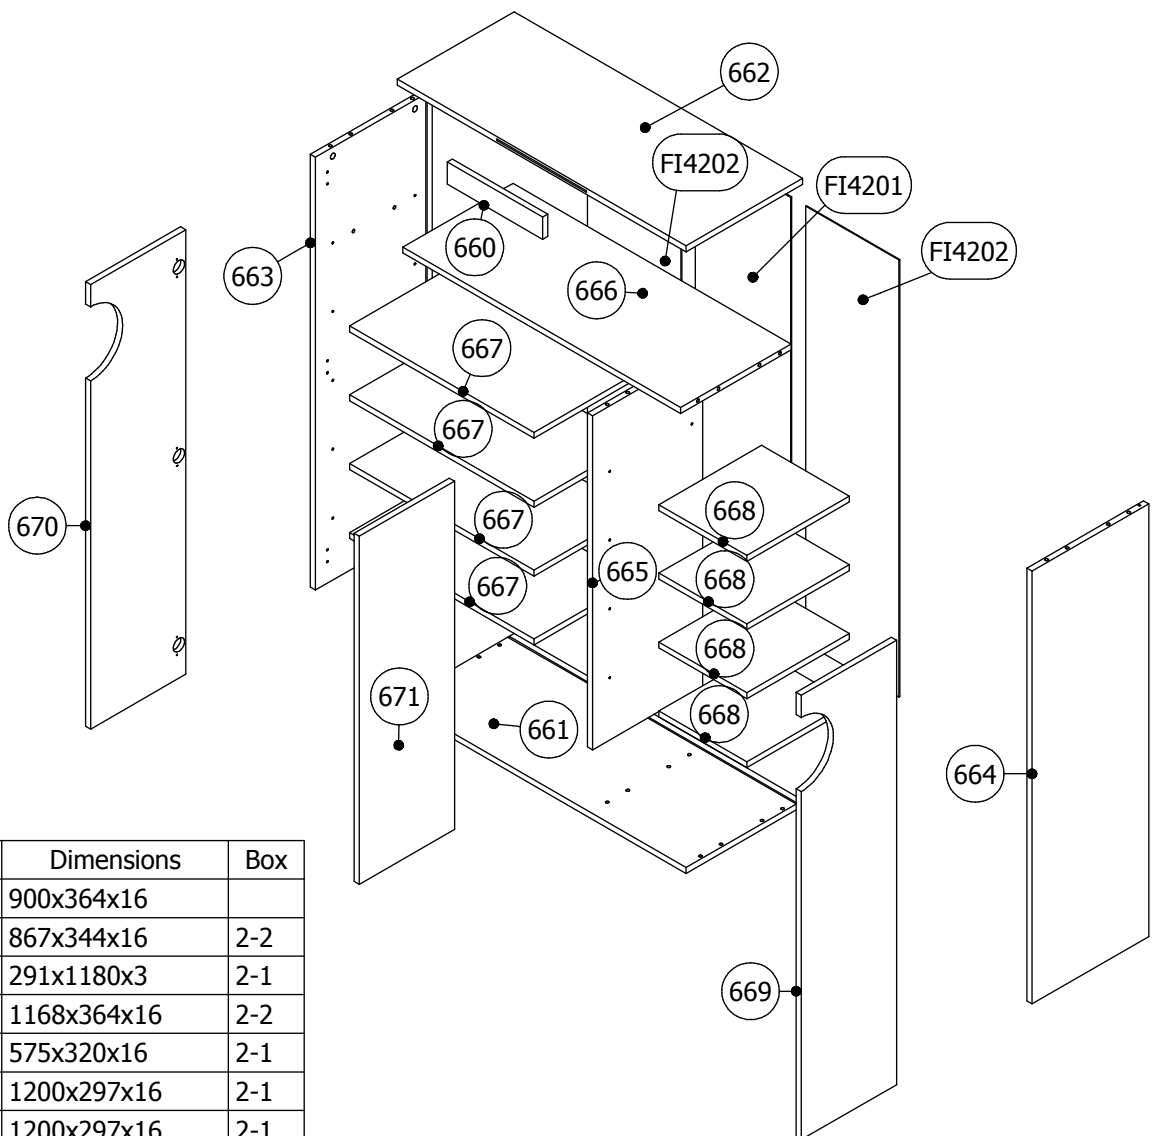 662
FI4202
FI4201
FI4202
660
663
666
667
667
670
667
668
665
668
667
668
671
668
661
664
669
Dimensions Box
900x364x16
867x344x16 2-2
291x1180x3 2-1
1168x364x16 2-2
575x320x16 2-1
1200x297x16 2-1
1200x297x16 2-1